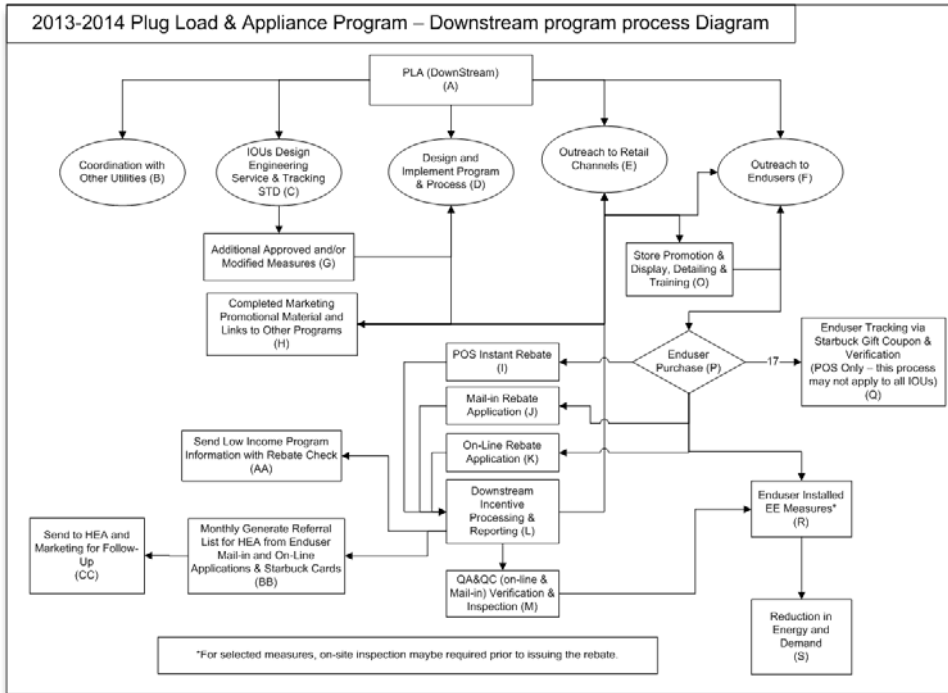 2013-2014 Plug Load & Appliance Program – Downstream program process Diagram
PLA (DownStream)
(A)
Coordination with
Other Utilities (B)
IOUs Design
Engineering
Service & Tracking
STD (C)
Design and
Implement Program
& Process (D)
Outreach to Retail
Channels (E)
Outreach to
Endusers (F)
Additional Approved and/or
Modified Measures (G)
Store Promotion &
Display, Detailing &
Training (O)
Completed Marketing
Promotional Material and
Links to Other Programs
(H)
POS Instant Rebate
(I)
Enduser
Purchase (P)
17
Enduser Tracking via
Starbuck Gift Coupon &
Verification
(POS Only – this process
may not apply to all IOUs)
(Q)
Mail-in Rebate
Application (J)
Send Low Income Program
Information with Rebate Check
(AA)
On-Line Rebate
Application (K)
Downstream
Incentive
Processing &
Reporting (L)
Enduser Installed
EE Measures*
(R)
Send to HEA and
Marketing for Follow-
Up
(CC)
Monthly Generate Referral
List for HEA from Enduser
Mail-in and On-Line
Applications & Starbuck Cards
(BB)
QA&QC (on-line &
Mail-in) Verification &
Inspection (M)
Reduction in
Energy and
Demand
(S)
*For selected measures, on-site inspection maybe required prior to issuing the rebate.